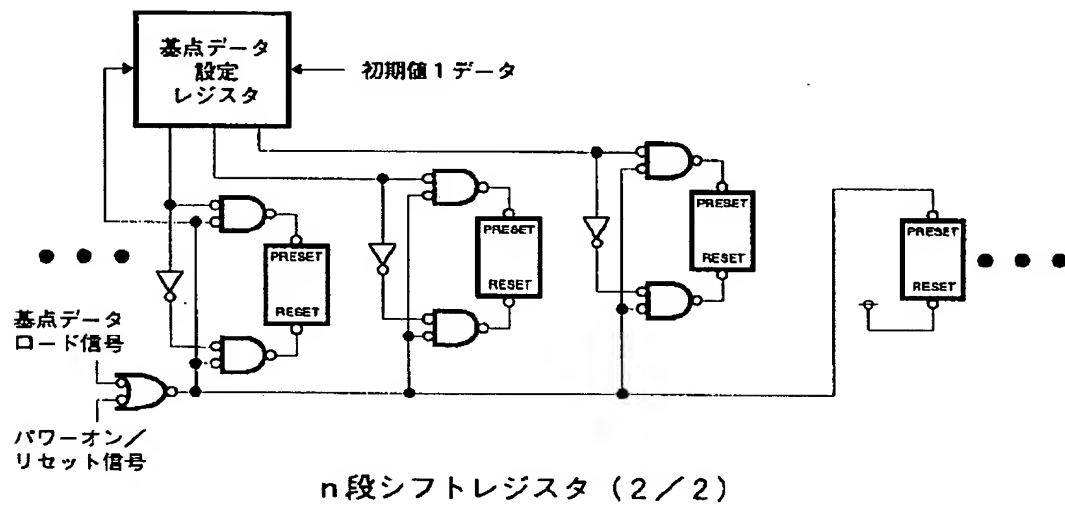 基点データ
設定
レジスタ
初期値1データ
PRESET
RESET
PRESET
RESET
PRESET
RESET
PRESET
RESET
基点データ
ロード信号
パワーオン/
リセット信号
n段シフトレジスタ(2/2)